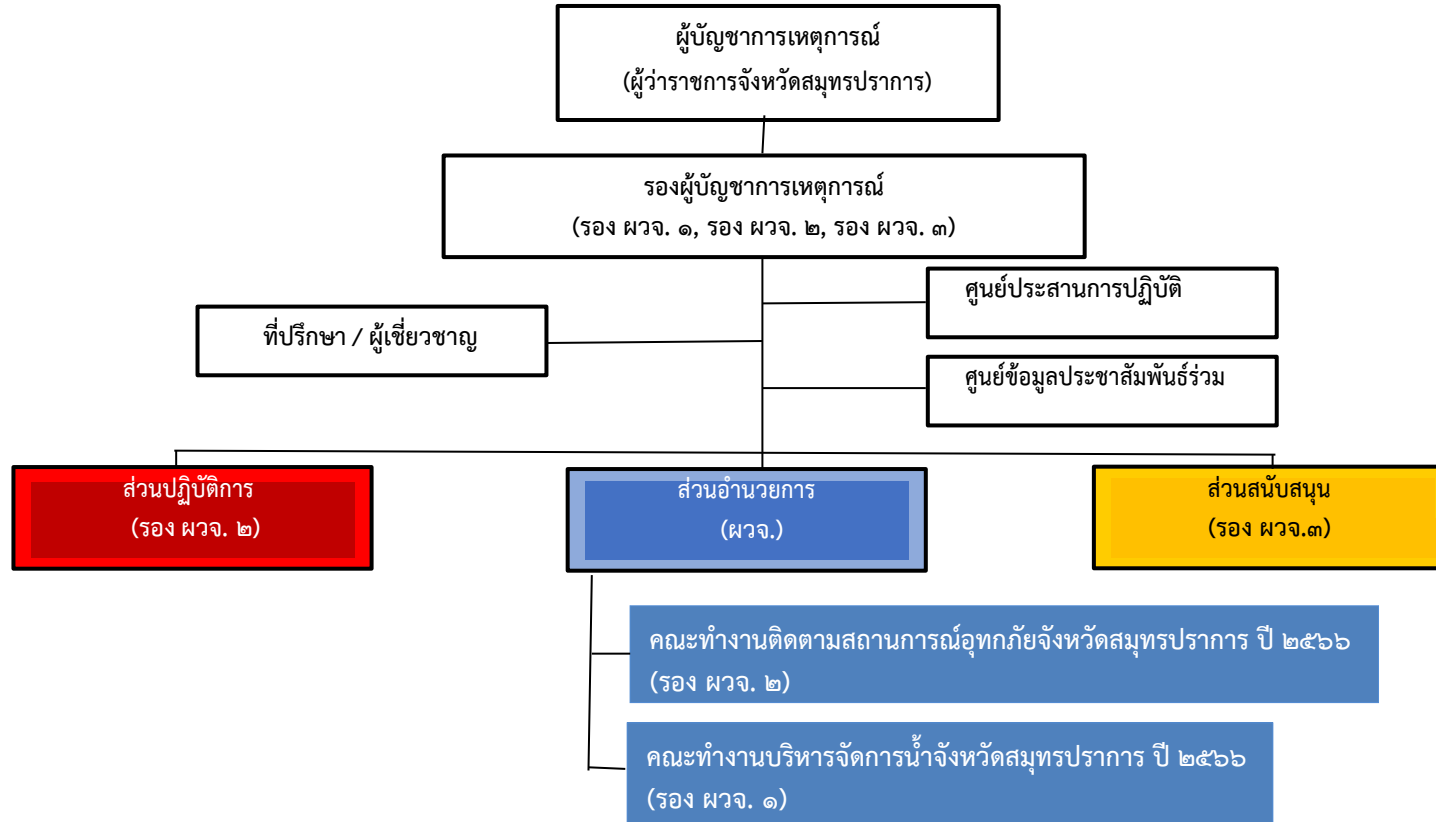 ผู้บัญชาการเหตุการณ์
(ผู้ว่าราชการจังหวัดสมุทรปราการ)
รองผู้บัญชาการเหตุการณ์
(รอง ผวจ. ๑, รอง ผวจ. ๒, รอง ผวจ. ๓)
ศูนย์ประสานการปฏิบัติ
ที่ปรึกษา / ผู้เชี่ยวชาญ
ศูนย์ข้อมูลประชาสัมพันธ์ร่วม
ส่วนปฏิบัติการ
(รอง ผวจ. ๒)
ส่วนอำนวยการ
(ผวจ.)
ส่วนสนับสนุน
(รอง ผวจ.๓)
คณะทำงานติดตามสถานการณ์อุทกภัยจังหวัดสมุทรปราการ ปี ๒๕๖๖
(รอง ผวจ. ๒)
คณะทำงานบริหารจัดการน้ำจังหวัดสมุทรปราการ ปี ๒๕๖๖
(รอง ผวจ. ๑)